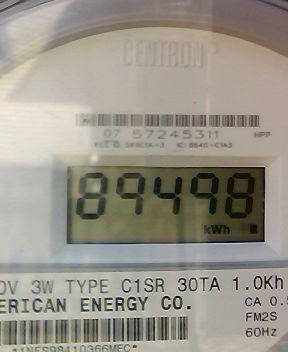 CENTRON
07 57245311 HPP
89498
kWh
0V 3W TYPE C1SR 30TA 1.0Kh
ERICAN ENERGY CO. CA 0.5
FM2S
60Hz